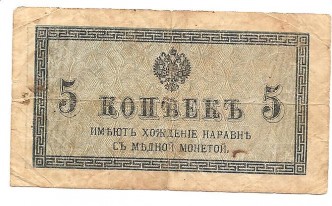 5 КОПѢЕКЪ 5
ИМѢЮТЪ ХОЖДЕНІЕ НАРАВНѢ
СЪ МѢДНОЙ МОНЕТОЙ.